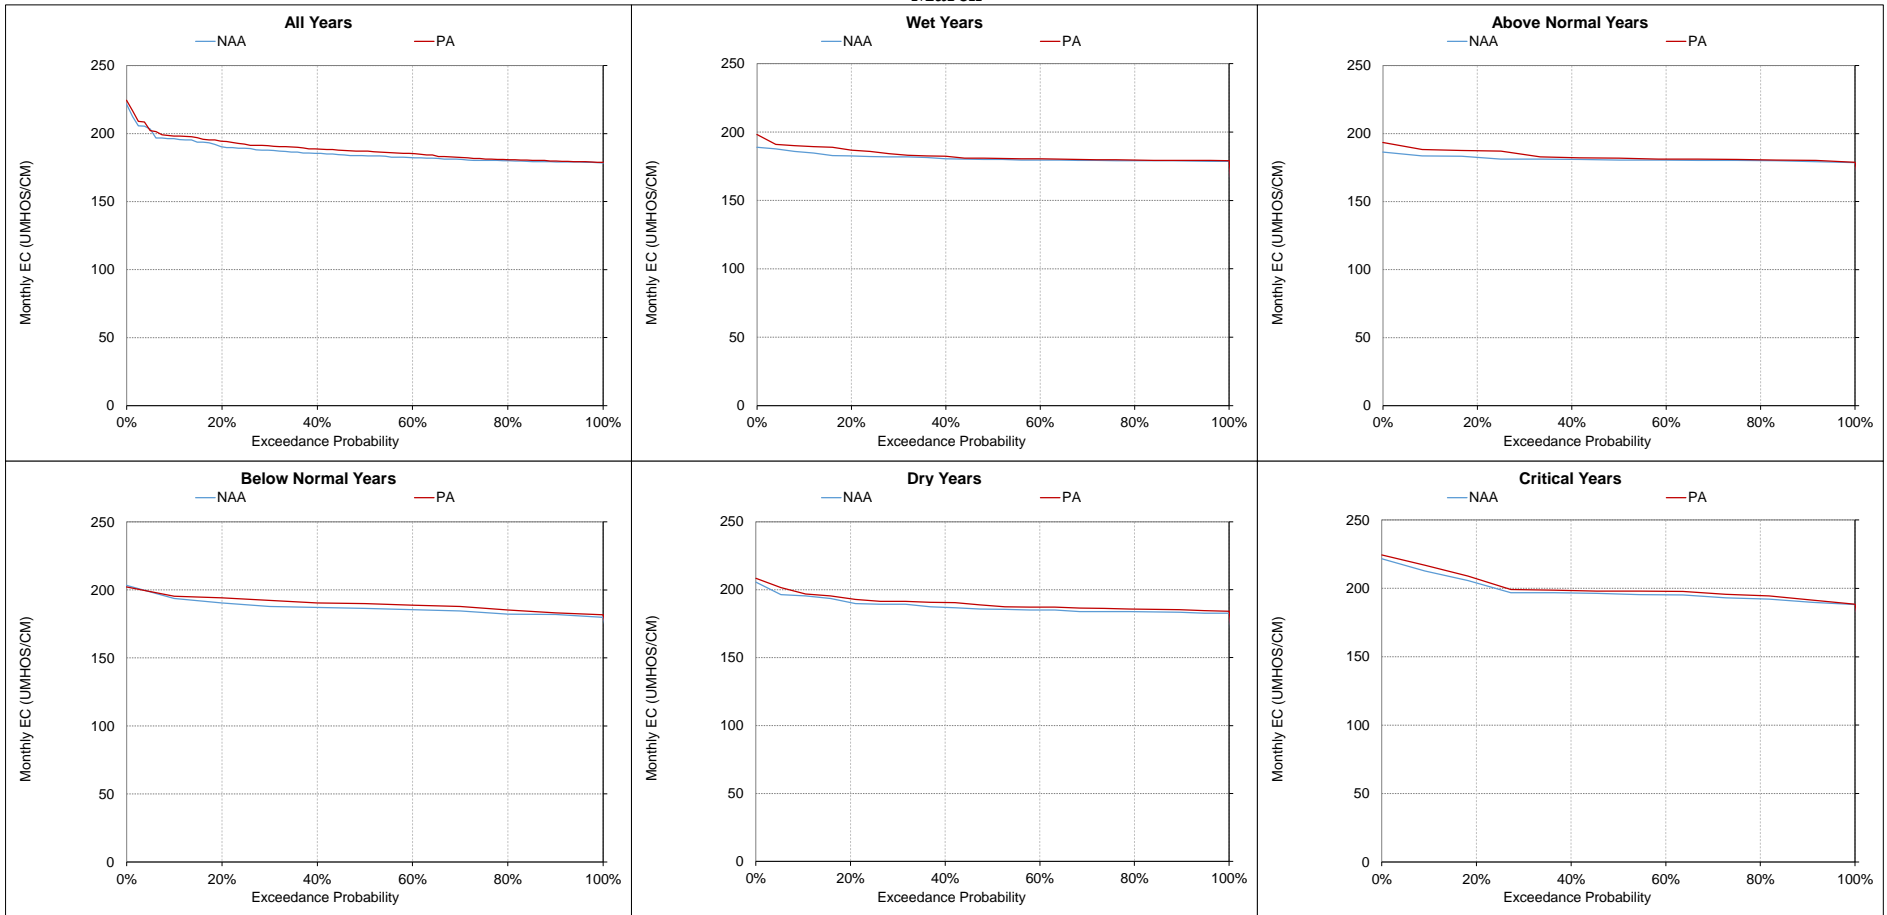 All Years
NAA PA
250
200
150
100
50
0
Monthly EC (UMHOS/CM)
0% 20% 40% 60% 80% 100%
Exceedance Probability
Wet Years
NAA PA
250
200
150
100
50
0
Monthly EC (UMHOS/CM)
0% 20% 40% 60% 80% 100%
Exceedance Probability
Above Normal Years
NAA PA
250
200
150
100
50
0
Monthly EC (UMHOS/CM)
0% 20% 40% 60% 80% 100%
Exceedance Probability
Below Normal Years
NAA PA
250
200
150
100
50
0
Monthly EC (UMHOS/CM)
0% 20% 40% 60% 80% 100%
Exceedance Probability
Dry Years
NAA PA
250
200
150
100
50
0
Monthly EC (UMHOS/CM)
0% 20% 40% 60% 80% 100%
Exceedance Probability
Critical Years
NAA PA
250
200
150
100
50
0
Monthly EC (UMHOS/CM)
0% 20% 40% 60% 80% 100%
Exceedance Probability